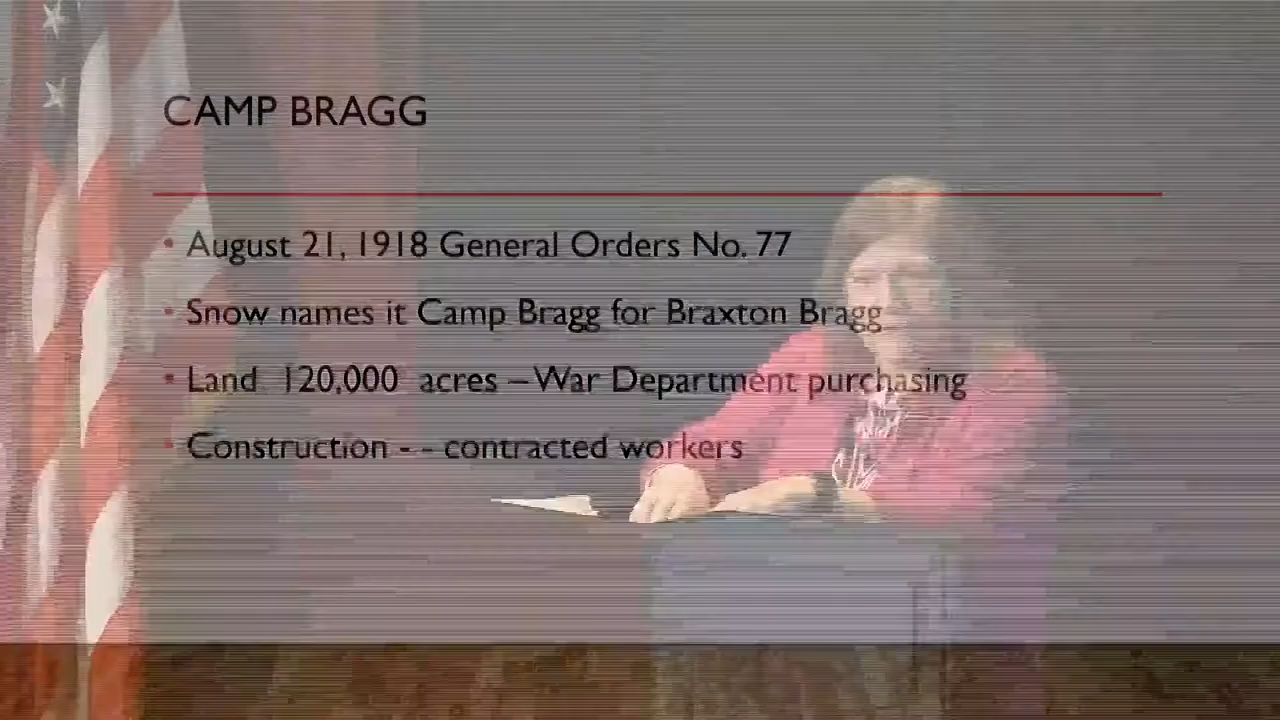 CAMP BRAGG
• August 21, 1918 General Orders No. 77
• Snow names it Camp Bragg for Braxton Bragg
• Land 120,000 acres – War Department purchasing
• Construction - - contracted workers